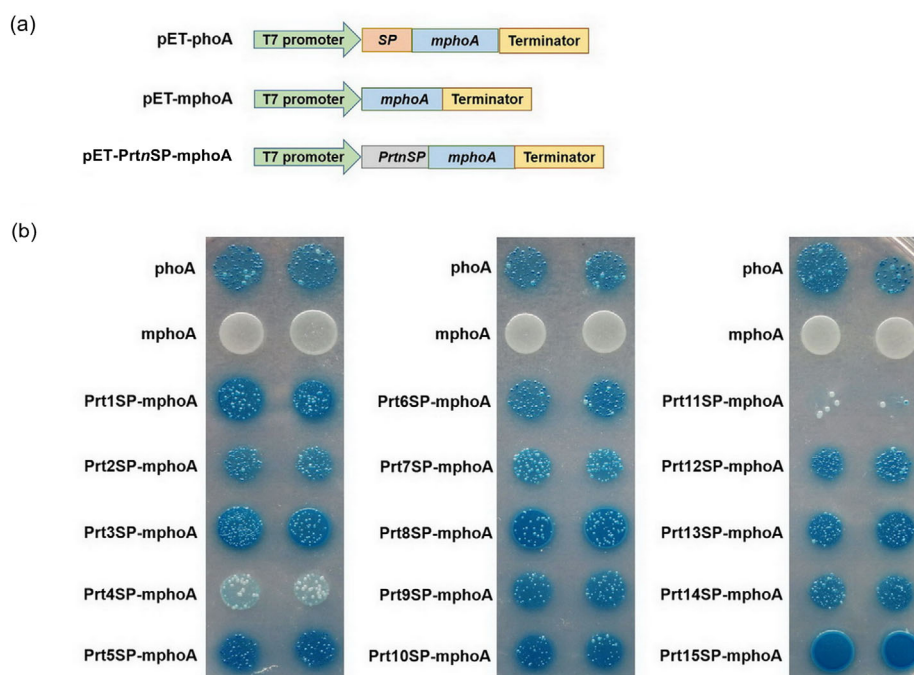 (a)
pET-phoA T7 promoter SP mphoA Terminator
pET-mphoA T7 promoter mphoA Terminator
pET-PrtnSP-mphoA T7 promoter PrtnSP mphoA Terminator
(b)
phoA phoA phoA
mphoA mphoA mphoA
Prt1SP-mphoA Prt6SP-mphoA Prt11SP-mphoA
Prt2SP-mphoA Prt7SP-mphoA Prt12SP-mphoA
Prt3SP-mphoA Prt8SP-mphoA Prt13SP-mphoA
Prt4SP-mphoA Prt9SP-mphoA Prt14SP-mphoA
Prt5SP-mphoA Prt10SP-mphoA Prt15SP-mphoA